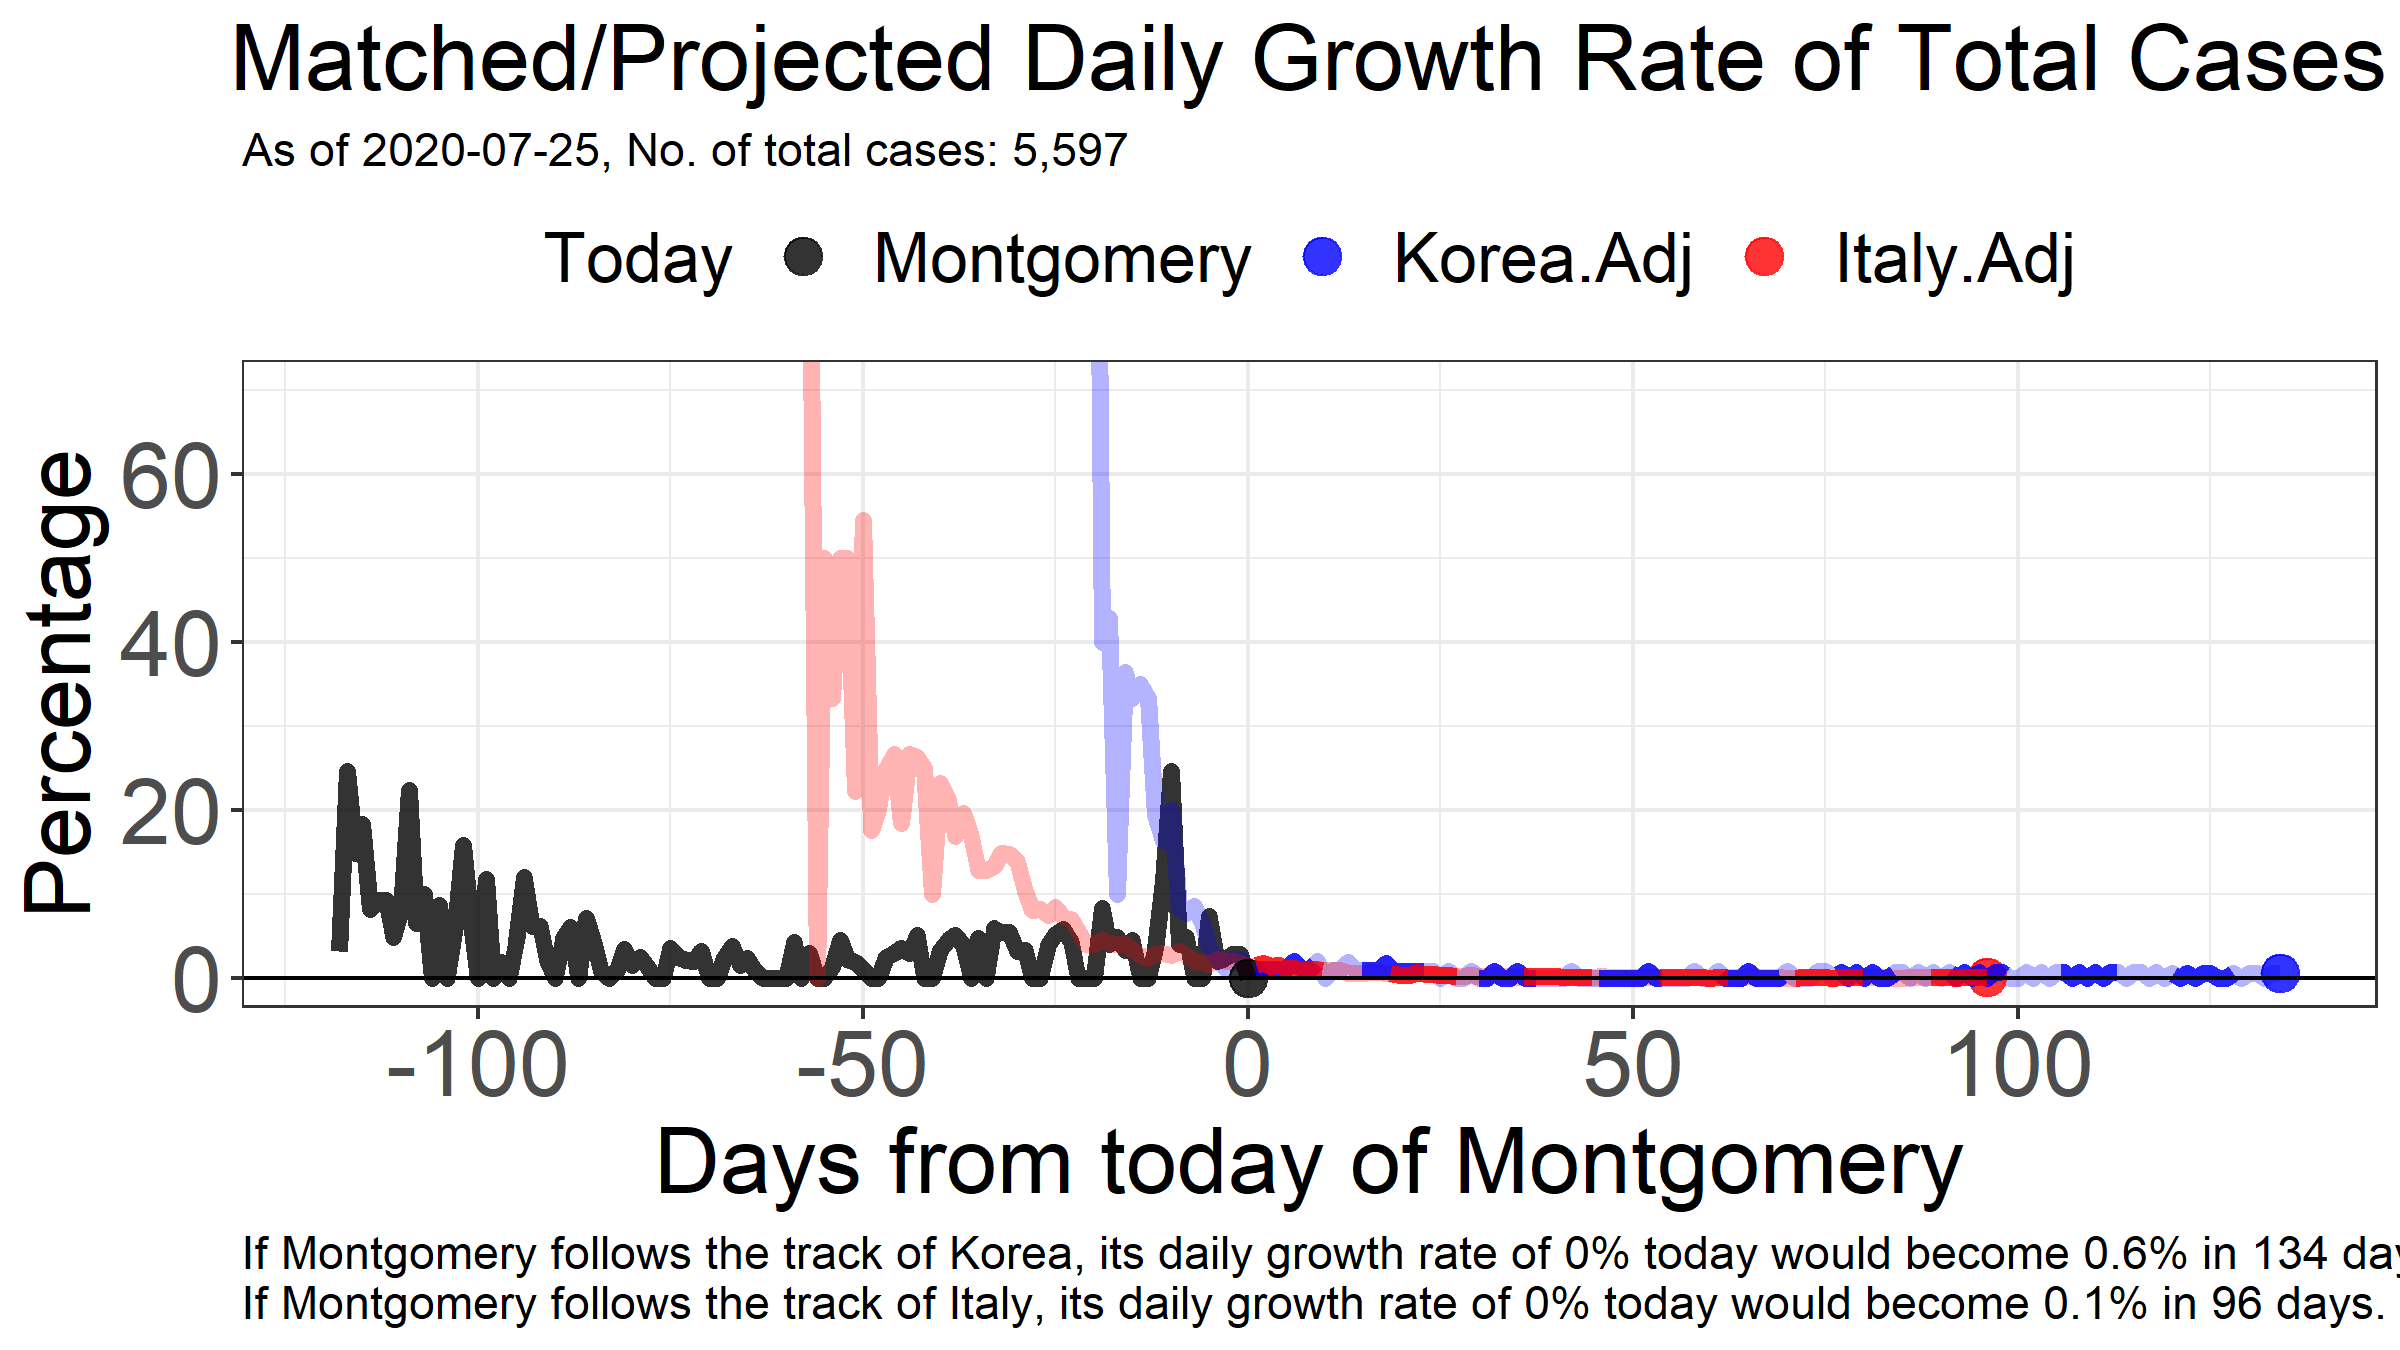 Matched/Projected Daily Growth Rate of Total Cases
As of 2020-07-25, No. of total cases: 5,597
Today Montgomery Korea.Adj Italy.Adj
Percentage
60
40
20
0
-100 -50 0 50 100
Days from today of Montgomery
If Montgomery follows the track of Korea, its daily growth rate of 0% today would become 0.6% in 134 day
If Montgomery follows the track of Italy, its daily growth rate of 0% today would become 0.1% in 96 days.